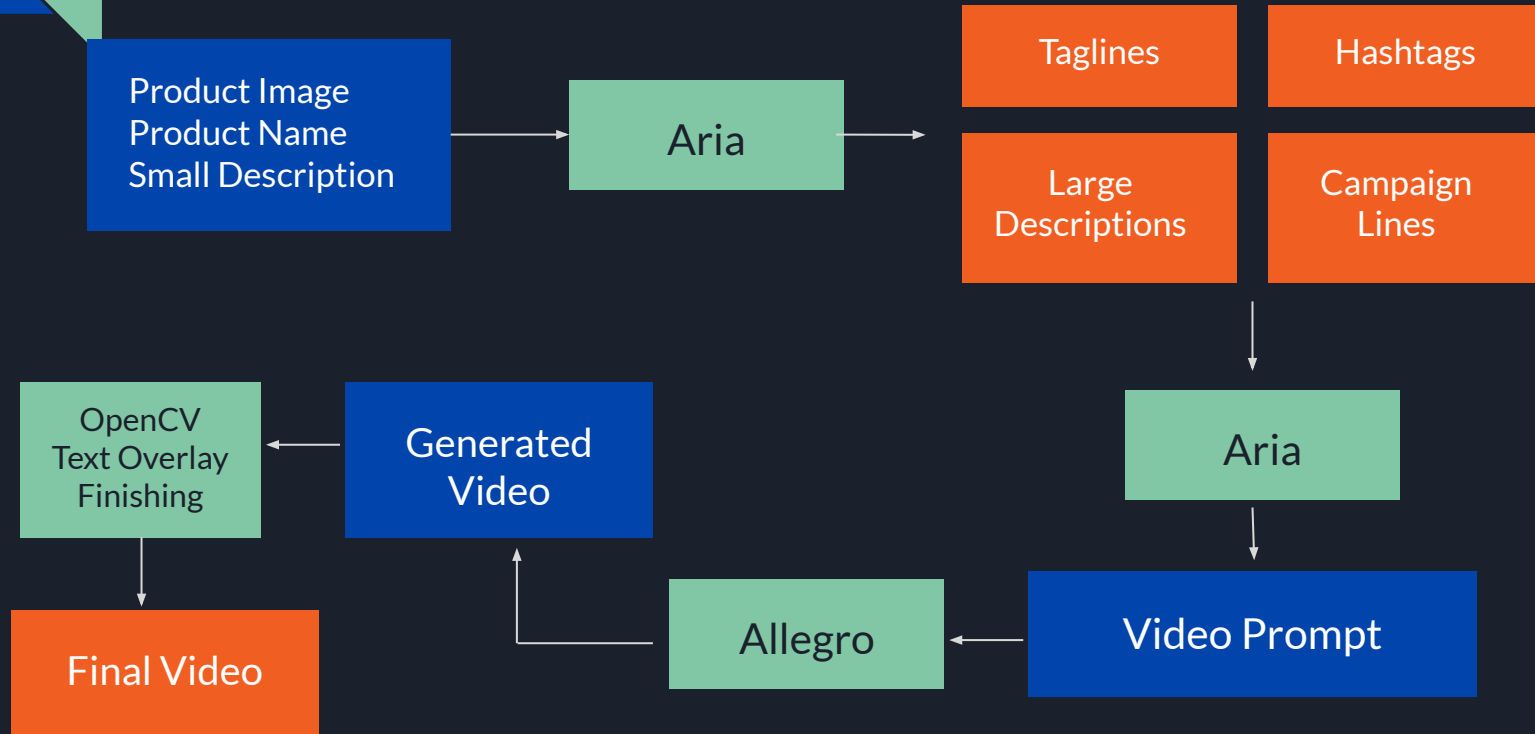 Product Image
Product Name
Small Description
Aria
Taglines
Hashtags
Large
Descriptions
Campaign
Lines
Aria
Video Prompt
Allegro
Generated
Video
OpenCV
Text Overlay
Finishing
Final Video